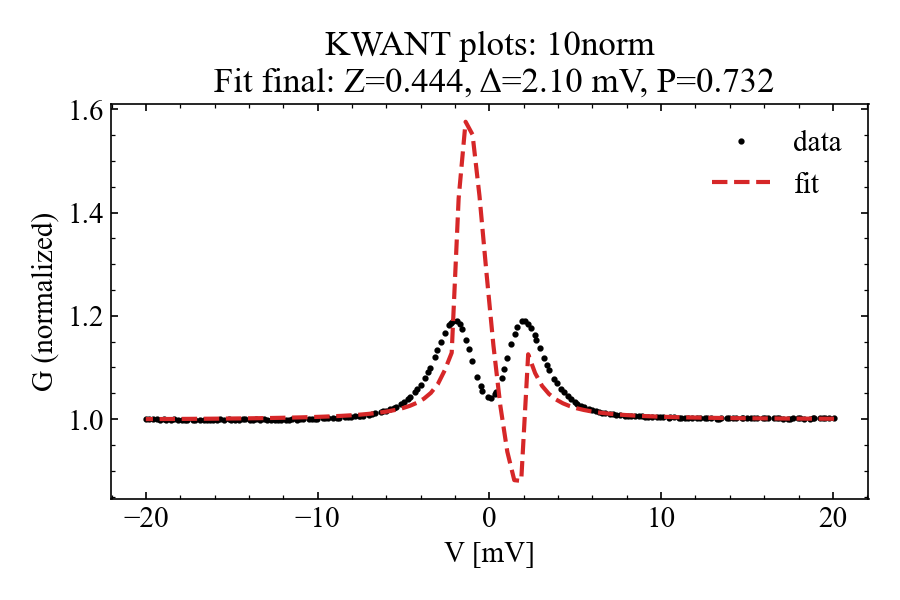 KWANT plots: 10norm
Fit final: Z=0.444, Δ=2.10 mV, P=0.732
1.6
1.4
1.2
1.0
G (normalized)
data
fit
−20
−10
0
10
20
V [mV]